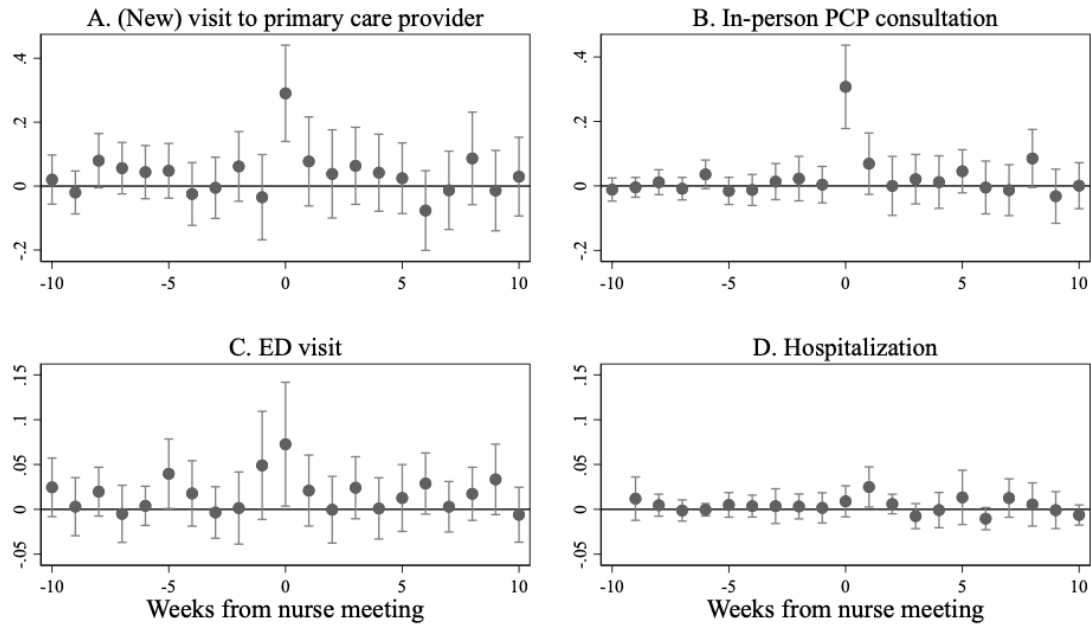 A. (New) visit to primary care provider
.4
.2
0
-.2
-10 -5 0 5 10
B. In-person PCP consultation
.4
.2
0
-.2
-10 -5 0 5 10
C. ED visit
.15
.1
.05
0
-.05
-10 -5 0 5 10
Weeks from nurse meeting
D. Hospitalization
.15
.1
.05
0
-.05
-10 -5 0 5 10
Weeks from nurse meeting